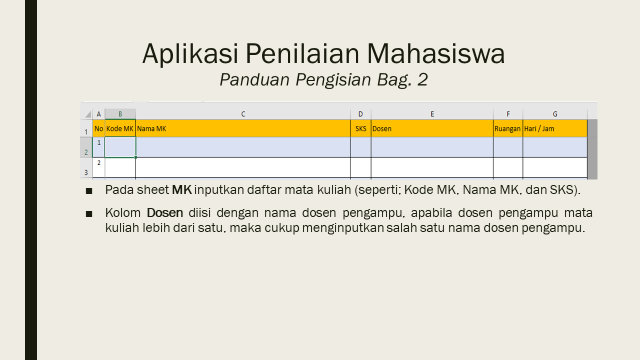 Aplikasi Penilaian Mahasiswa
Panduan Pengisian Bag. 2
A B C D E F G
1 No Kode MK Nama MK SKS Dosen Ruangan Hari / Jam
2 1
3 2
▪ Pada sheet MK inputkan daftar mata kuliah (seperti; Kode MK, Nama MK, dan SKS).
▪ Kolom Dosen diisi dengan nama dosen pengampu, apabila dosen pengampu mata
kuliah lebih dari satu, maka cukup menginputkan salah satu nama dosen pengampu.